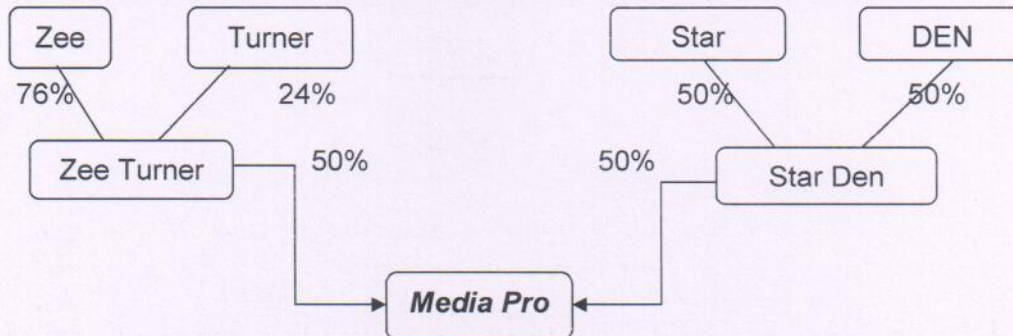 Zee
Turner
Star
DEN
76%
24%
50%
50%
Zee Turner
50%
50%
Star Den
Media Pro